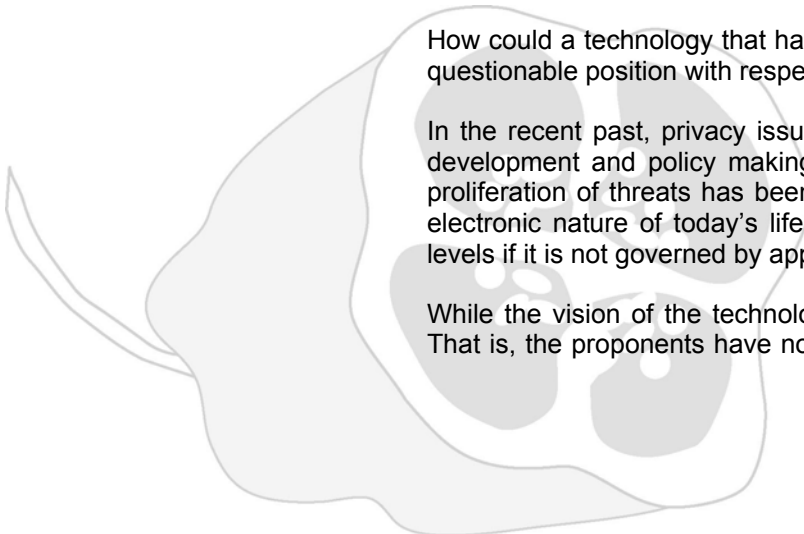 How could a technology that ha
questionable position with respe
In the recent past, privacy issu
development and policy making
proliferation of threats has been
electronic nature of today's life
levels if it is not governed by app
While the vision of the technolo
That is, the proponents have no